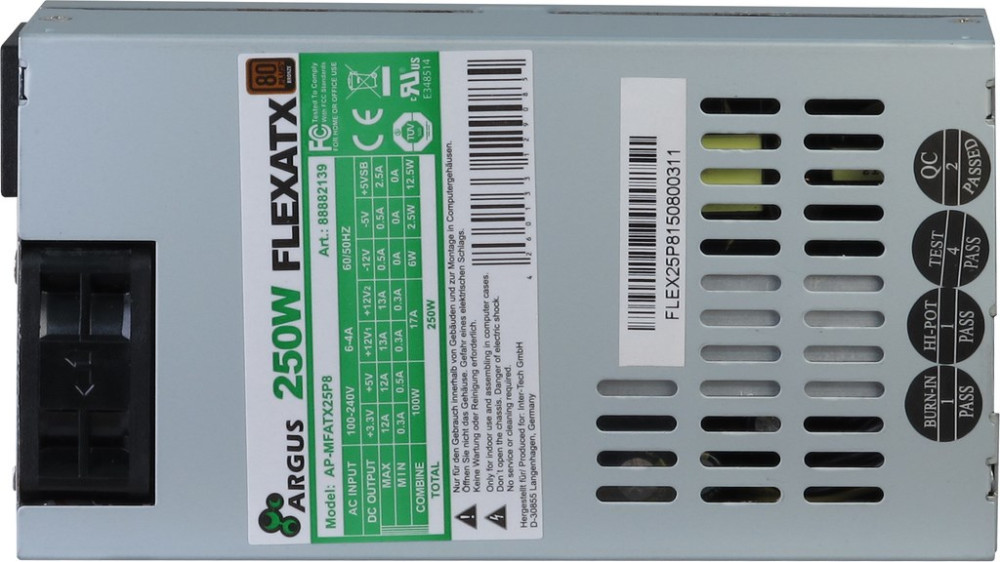 ARGUS 250W FLEXATX
80
BRONZE
Model: AP-MFATX25P8 Art.: 88882139
AC INPUT 100-240V 6-4A 60/50HZ
DC OUTPUT +3.3V +5V +12V1 +12V2 -12V -5V +5VSB
MAX 12A 12A 13A 13A 0.5A 0.5A 2.5A
MIN 0.3A 0.5A 0.3A 0.3A 0A 0A 0A
COMBINE 100W 17A 6W 2.5W 12.5W
TOTAL 250W
FC Tested To Comply
With FCC Standards
FOR HOME OR OFFICE USE
CE
TÜV
US
E348514
Nur für den Gebrauch innerhalb von Gebäuden und zur Montage in Computergehäusen.
Öffnen Sie nicht das Gehäuse. Gefahr eines elektrischen Schlags.
Keine Wartung oder Reinigung erforderlich.
Only for indoor use and assembling in computer cases.
Don´t open the chassis. Danger of electric shock.
No service or cleaning required.
Hergestellt für/ Produced for: Inter-Tech GmbH
D-30855 Langenhagen, Germany
FLEX25P8150800311
QC
2
PASSED
TEST
4
PASS
HI-POT
1
PASS
BURN-IN
1
PASS